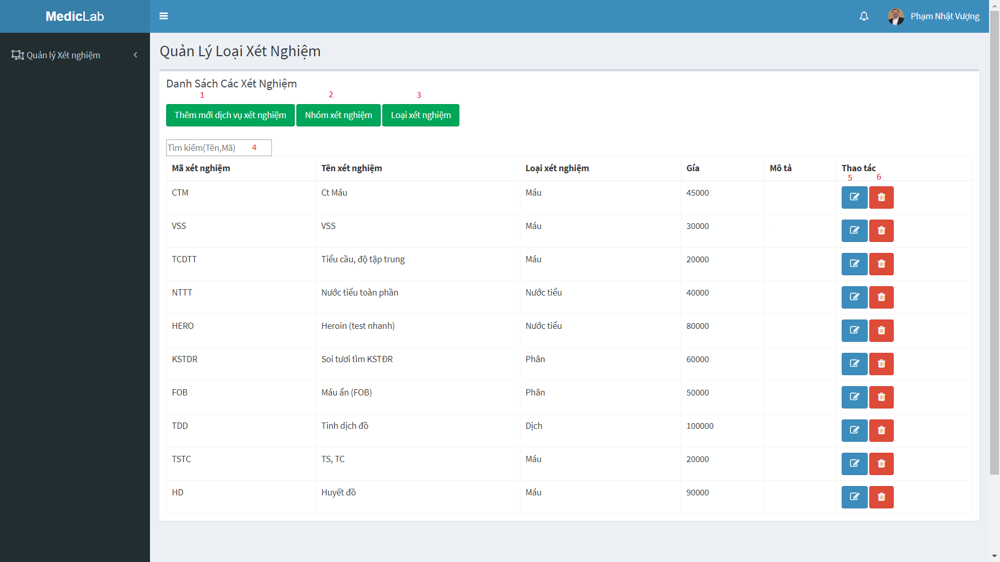 MedicLab
Phạm Nhật Vượng
Quản lý Xét nghiệm
Quản Lý Loại Xét Nghiệm
Danh Sách Các Xét Nghiệm
1 2 3
Thêm mới dịch vụ xét nghiệm Nhóm xét nghiệm Loại xét nghiệm
Tìm kiếm(Tên,Mã) 4
Mã xét nghiệm Tên xét nghiệm Loại xét nghiệm Gía Mô tả Thao tác
5 6
CTM Ct Máu Máu 45000
VSS VSS Máu 30000
TCDTT Tiểu cầu, độ tập trung Máu 20000
NTTT Nước tiểu toàn phần Nước tiểu 40000
HERO Heroin (test nhanh) Nước tiểu 80000
KSTDR Soi tươi tìm KSTĐR Phân 60000
FOB Máu ẩn (FOB) Phân 50000
TDD Tinh dịch đồ Dịch 100000
TSTC TS, TC Máu 20000
HD Huyết đồ Máu 90000